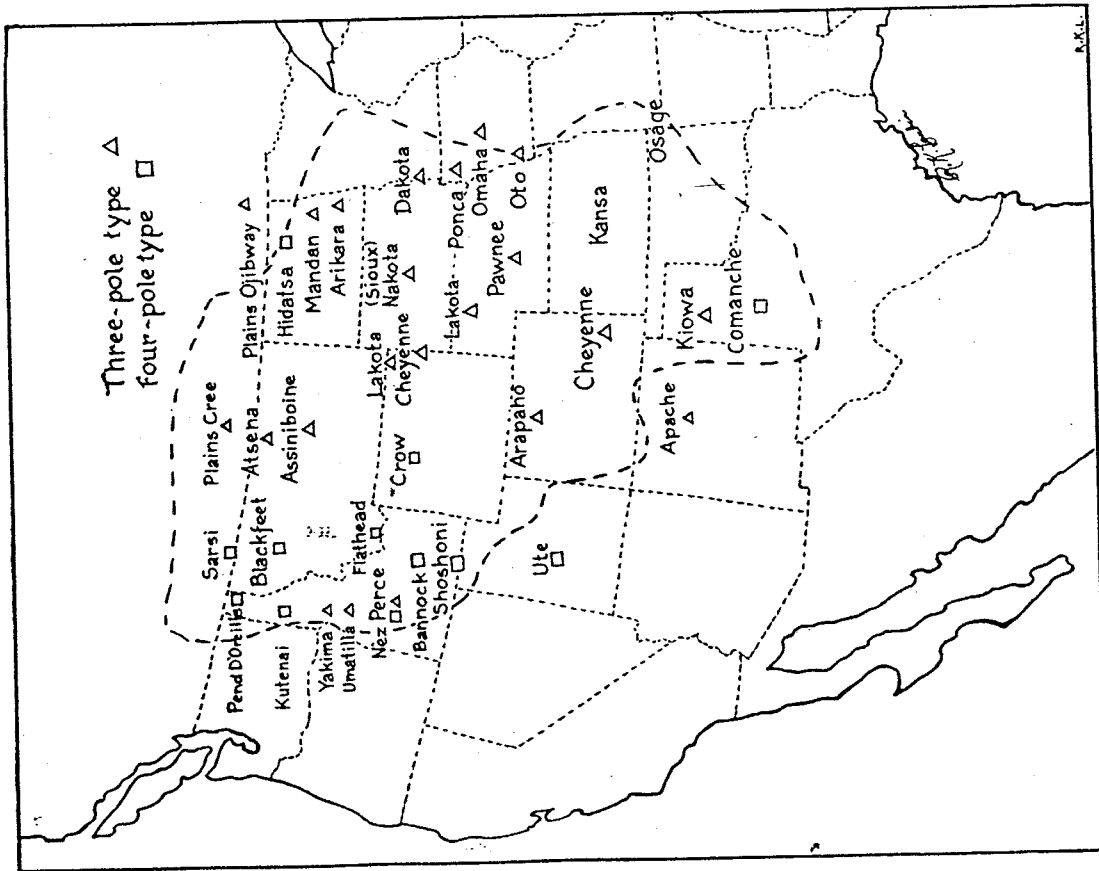 Three-pole type
four-pole type
Plains Cree
Plains Ojibway
Sarsi
Atsena
Blackfeet
Assiniboine
Hidatsa
Mandan
Arikara
Pend D'Oreille
Kutenai
Yakima
Umatilla
Nez Perce
Flathead
Bannock
Shoshoni
Crow
Lakota
Cheyenne
(Sioux)
Nakota
Dakota
Lakota
Ponca
Omaha
Pawnee
Oto
Ute
Arapaho
Cheyenne
Kansa
Osage
Apache
Kiowa
Comanche
R.K.L.